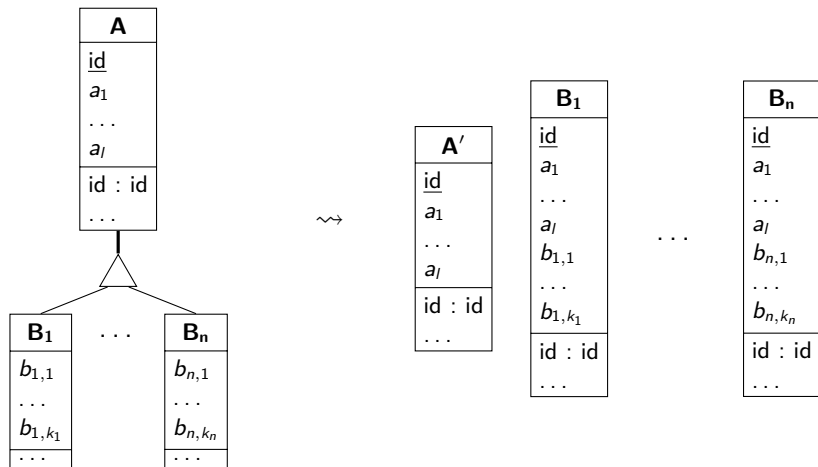 A
id
a1
...
al
id : id
...
B1
b1,1
...
b1,k1
...
...
Bn
bn,1
...
bn,kn
...
⇝
A′
id
a1
...
al
id : id
...
B1
id
a1
...
al
b1,1
...
b1,k1
id : id
...
...
Bn
id
a1
...
al
bn,1
...
bn,kn
id : id
...